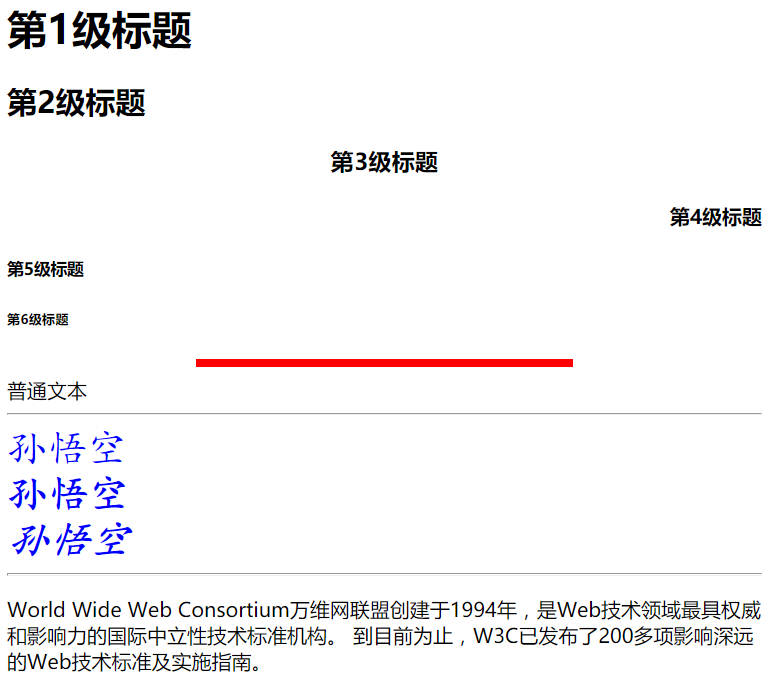 第1级标题
第2级标题
第3级标题
第4级标题
第5级标题
第6级标题
普通文本
孙悟空
孙悟空
孙悟空
World Wide Web Consortium万维网联盟创建于1994年，是Web技术领域最具权威
和影响力的国际中立性技术标准机构。 到目前为止，W3C已发布了200多项影响深远
的Web技术标准及实施指南。